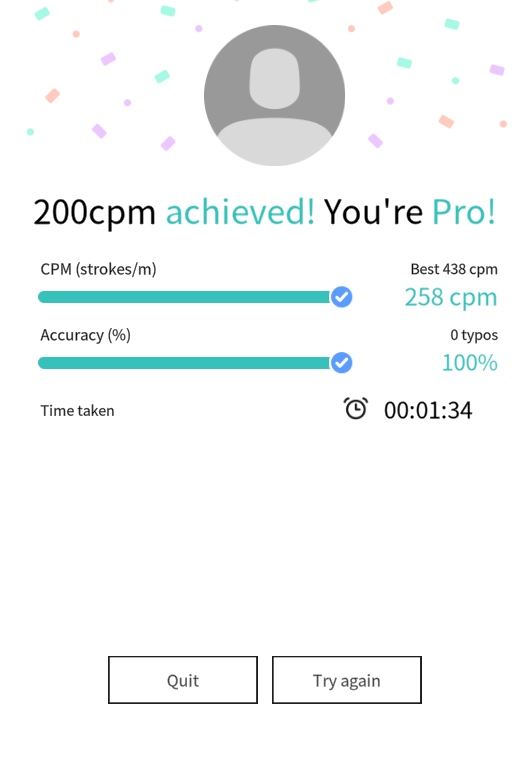 200cpm achieved! You're Pro!
CPM (strokes/m)
Best 438 cpm
258 cpm
Accuracy (%)
0 typos
100%
Time taken
00:01:34
Quit
Try again